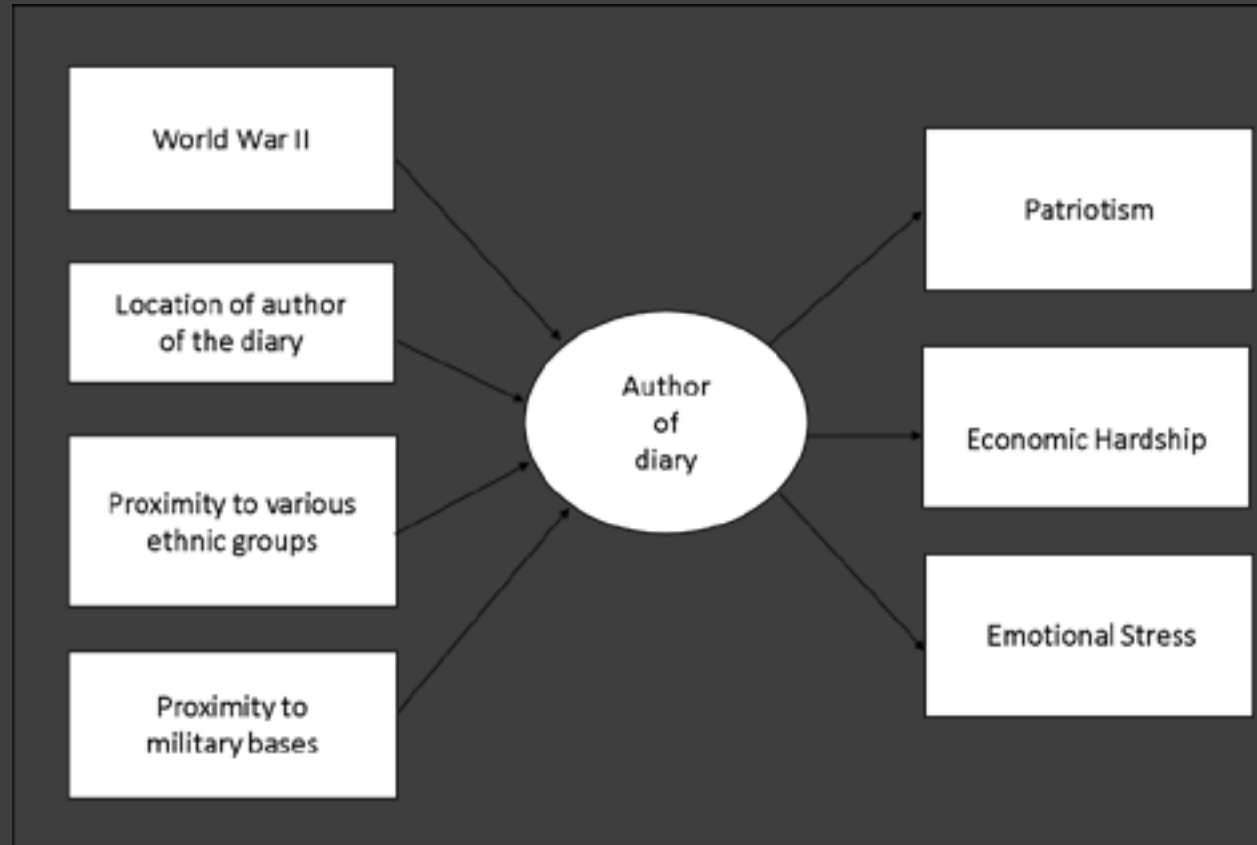 World War II
Location of author
of the diary
Proximity to various
ethnic groups
Proximity to
military bases
Author
of
diary
Patriotism
Economic Hardship
Emotional Stress